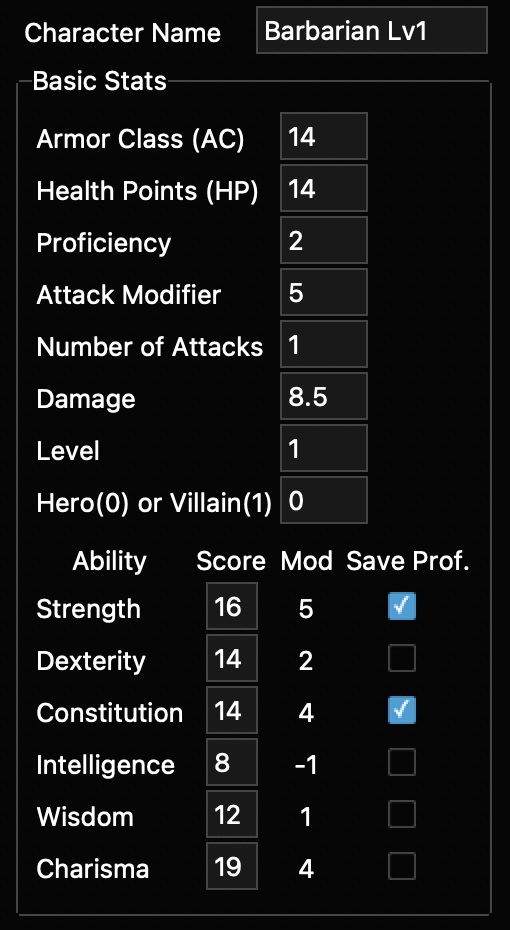 Character Name Barbarian Lv1
Basic Stats
Armor Class (AC) 14
Health Points (HP) 14
Proficiency 2
Attack Modifier 5
Number of Attacks 1
Damage 8.5
Level 1
Hero(0) or Villain(1) 0
Ability Score Mod Save Prof.
Strength 16 5
Dexterity 14 2
Constitution 14 4
Intelligence 8 -1
Wisdom 12 1
Charisma 19 4